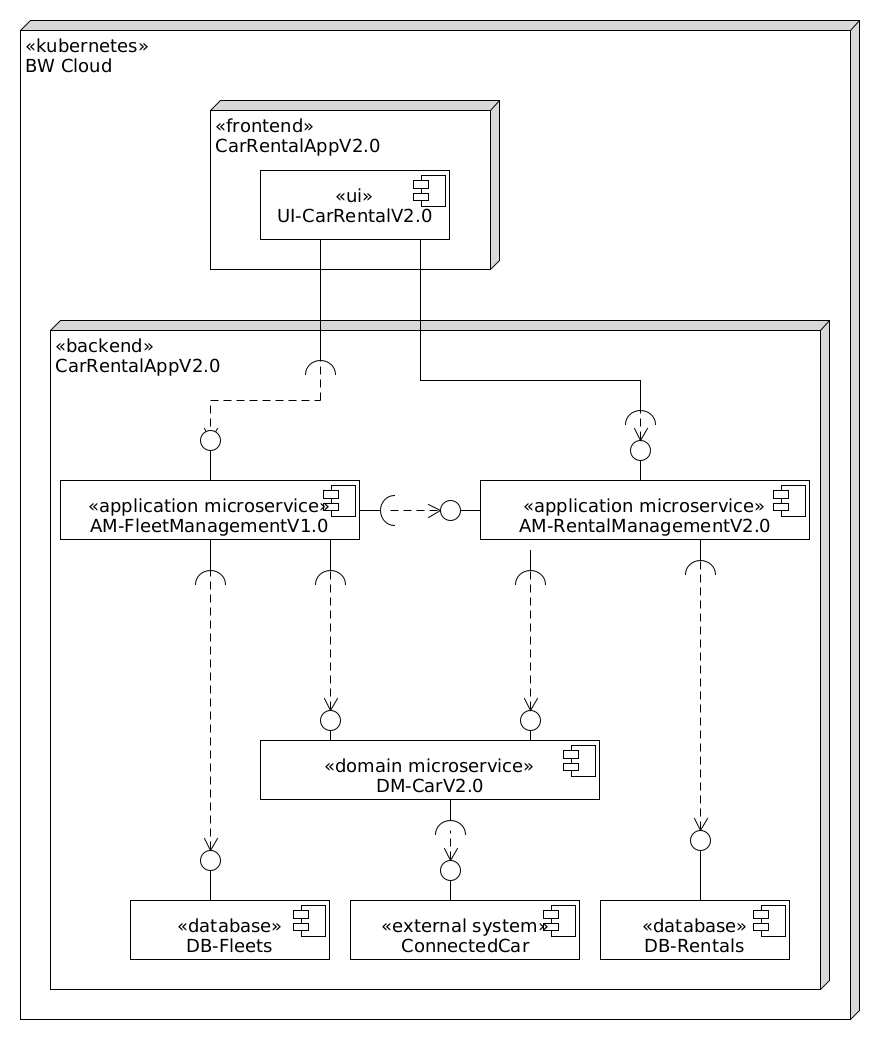 «kubernetes»
BW Cloud
«frontend»
CarRentalAppV2.0
«ui»
UI-CarRentalV2.0
«backend»
CarRentalAppV2.0
«application microservice»
AM-FleetManagementV1.0
«application microservice»
AM-RentalManagementV2.0
«domain microservice»
DM-CarV2.0
«database»
DB-Fleets
«external system»
ConnectedCar
«database»
DB-Rentals